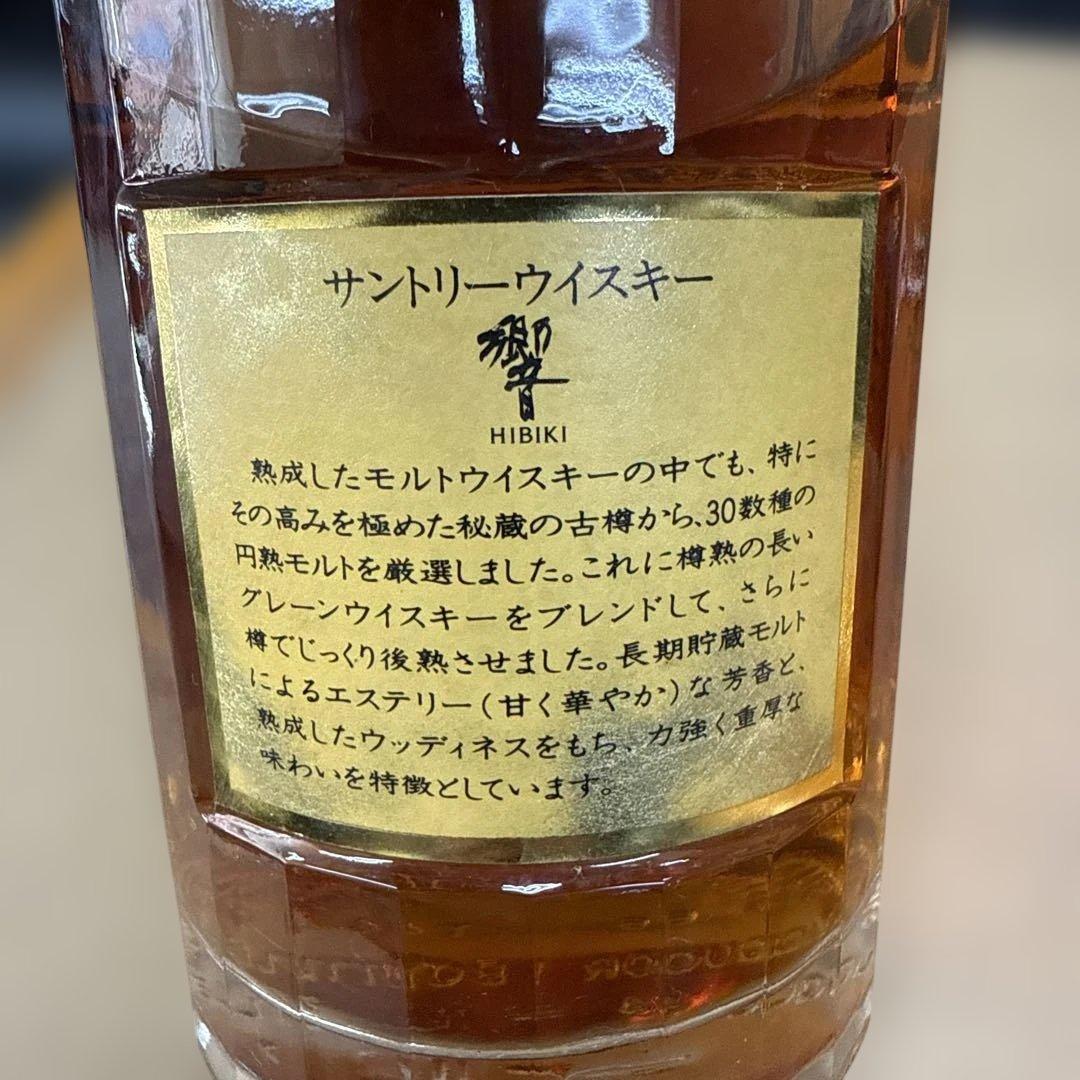 サントリーウイスキー
響
HIBIKI
熟成したモルトウイスキーの中でも、特に
その高みを極めた秘蔵の古樽から、30数種の
円熟モルトを厳選しました。これに樽熟の長い
グレーンウイスキーをブレンドして、さらに
樽でじっくり後熟させました。長期貯蔵モルト
によるエステリー(甘く華やか)な芳香と、
熟成したウッディネスをもち、力強く重厚な
味わいを特徴としています。